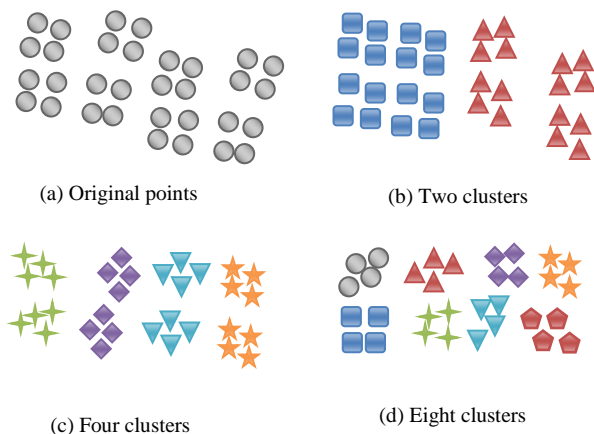 (a) Original points
(b) Two clusters
(c) Four clusters
(d) Eight clusters